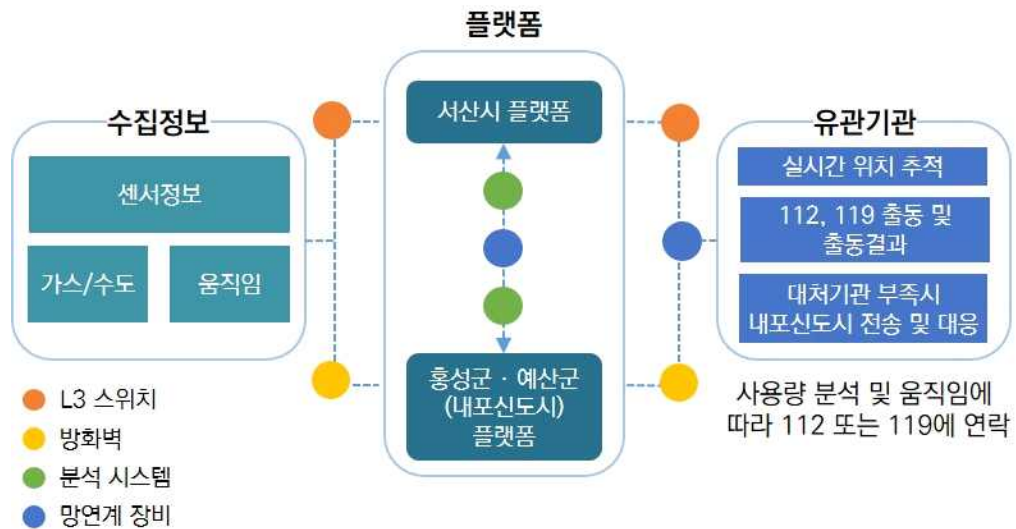 플랫폼
수집정보
센서정보
가스/수도
움직임
서산시 플랫폼
홍성군 · 예산군
(내포신도시)
플랫폼
유관기관
실시간 위치 추적
112, 119 출동 및
출동결과
대처기관 부족시
내포신도시 전송 및 대응
사용량 분석 및 움직임에
따라 112 또는 119에 연락
L3 스위치
방화벽
분석 시스템
망연계 장비